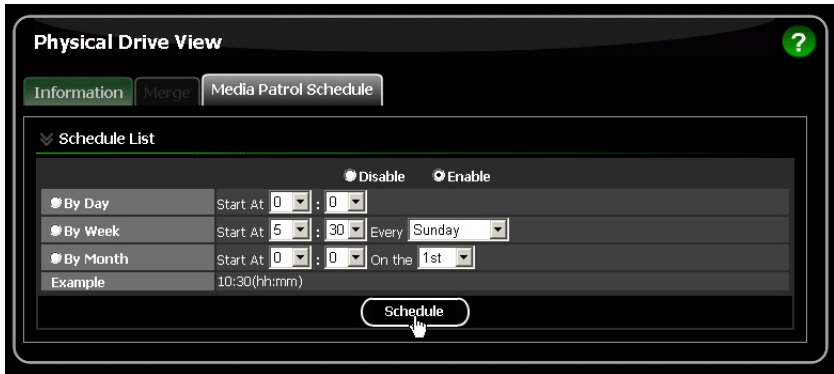 Physical Drive View
?
Information Merge Media Patrol Schedule
Schedule List
Disable Enable
By Day Start At 0 : 0
By Week Start At 5 : 30 Every Sunday
By Month Start At 0 : 0 On the 1st
Example 10:30(hh:mm)
Schedule